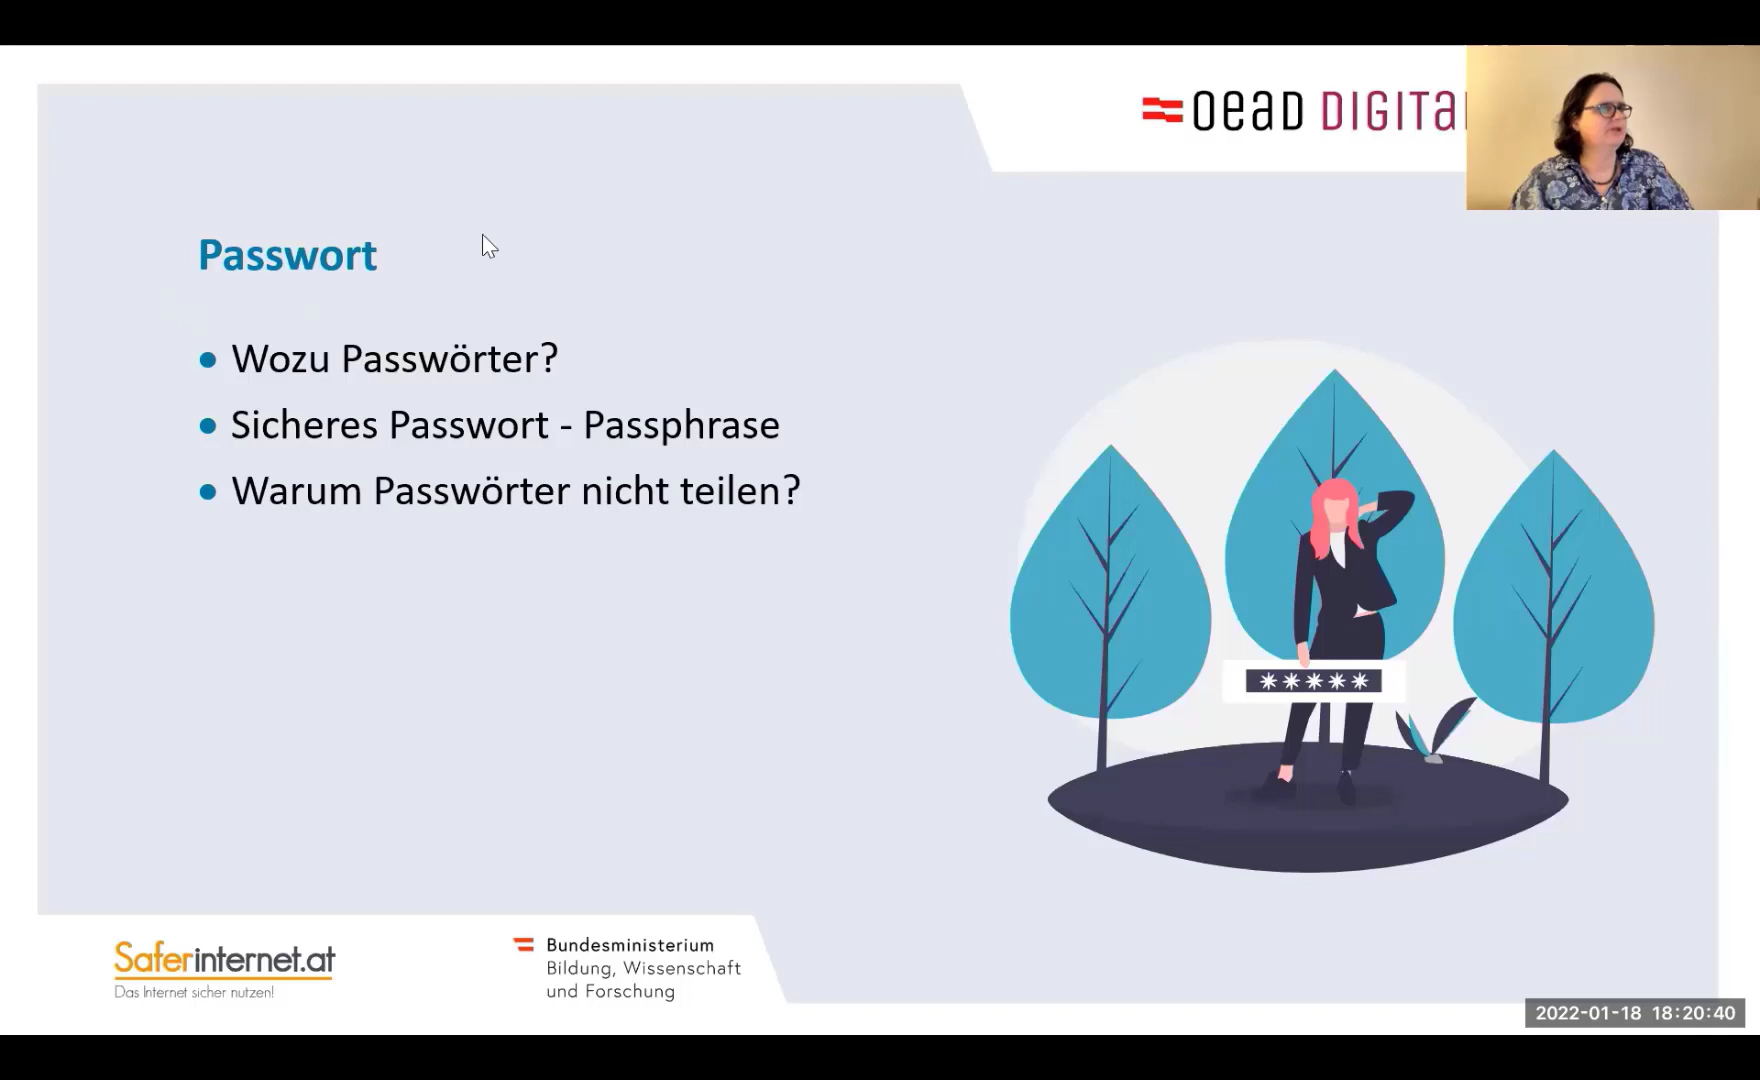 OeAD DIGITA
Passwort
• Wozu Passwörter?
• Sicheres Passwort - Passphrase
• Warum Passwörter nicht teilen?
*****
Saferinternet.at
Das Internet sicher nutzen!
Bundesministerium
Bildung, Wissenschaft
und Forschung
2022-01-18 18:20:40